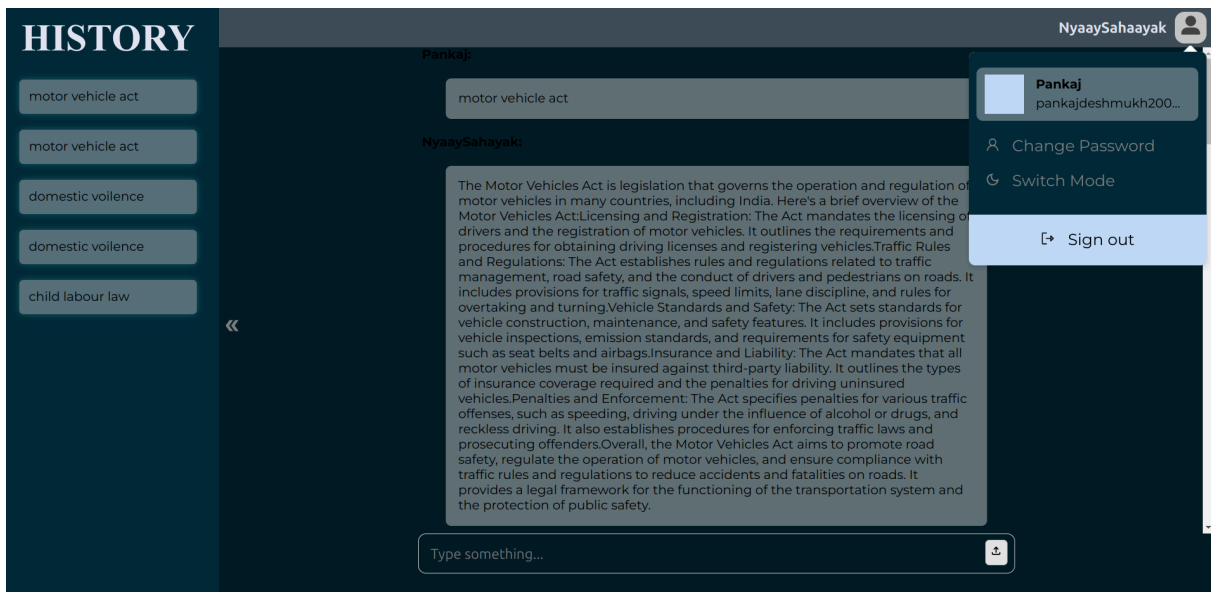 HISTORY
motor vehicle act
motor vehicle act
domestic voilence
domestic voilence
child labour law
NyaaySahaayak
Pankaj
pankajdeshmukh200...
Change Password
Switch Mode
Sign out
Pankaj:
motor vehicle act
NyaaySahayak:
The Motor Vehicles Act is legislation that governs the operation and regulation of
motor vehicles in many countries, including India. Here's a brief overview of the
Motor Vehicles Act:Licensing and Registration: The Act mandates the licensing of
drivers and the registration of motor vehicles. It outlines the requirements and
procedures for obtaining driving licenses and registering vehicles.Traffic Rules
and Regulations: The Act establishes rules and regulations related to traffic
management, road safety, and the conduct of drivers and pedestrians on roads. It
includes provisions for traffic signals, speed limits, lane discipline, and rules for
overtaking and turning.Vehicle Standards and Safety: The Act sets standards for
vehicle construction, maintenance, and safety features. It includes provisions for
vehicle inspections, emission standards, and requirements for safety equipment
such as seat belts and airbags.Insurance and Liability: The Act mandates that all
motor vehicles must be insured against third-party liability. It outlines the types
of insurance coverage required and the penalties for driving uninsured
vehicles.Penalties and Enforcement: The Act specifies penalties for various traffic
offenses, such as speeding, driving under the influence of alcohol or drugs, and
reckless driving. It also establishes procedures for enforcing traffic laws and
prosecuting offenders.Overall, the Motor Vehicles Act aims to promote road
safety, regulate the operation of motor vehicles, and ensure compliance with
traffic rules and regulations to reduce accidents and fatalities on roads. It
provides a legal framework for the functioning of the transportation system and
the protection of public safety.
Type something...